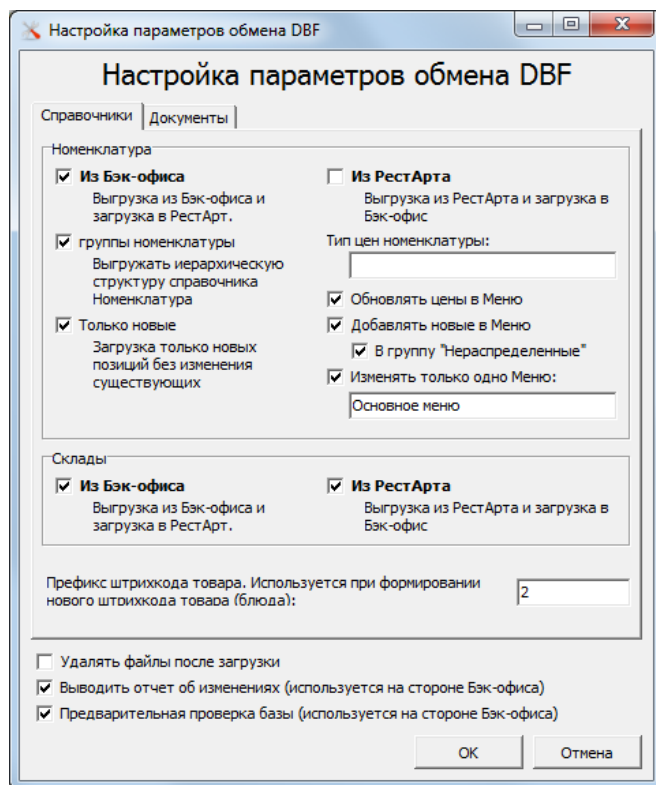 Настройка параметров обмена DBF
Настройка параметров обмена DBF
Справочники
Документы
Номенклатура
Из Бэк-офиса
Выгрузка из Бэк-офиса и
загрузка в РестАрт.
группы номенклатуры
Выгружать иерархическую
структуру справочника
Номенклатура
Только новые
Загрузка только новых
позиций без изменения
существующих
Из РестАрта
Выгрузка из РестАрта и загрузка в
Бэк-офис
Тип цен номенклатуры:
Обновлять цены в Меню
Добавлять новые в Меню
В группу "Нераспределенные"
Изменять только одно Меню:
Основное меню
Склады
Из Бэк-офиса
Выгрузка из Бэк-офиса и
загрузка в РестАрт.
Из РестАрта
Выгрузка из РестАрта и загрузка в
Бэк-офис
Префикс штрихкода товара. Используется при формировании
нового штрихкода товара (блюда):
2
Удалять файлы после загрузки
Выводить отчет об изменениях (используется на стороне Бэк-офиса)
Предварительная проверка базы (используется на стороне Бэк-офиса)
ОК
Отмена